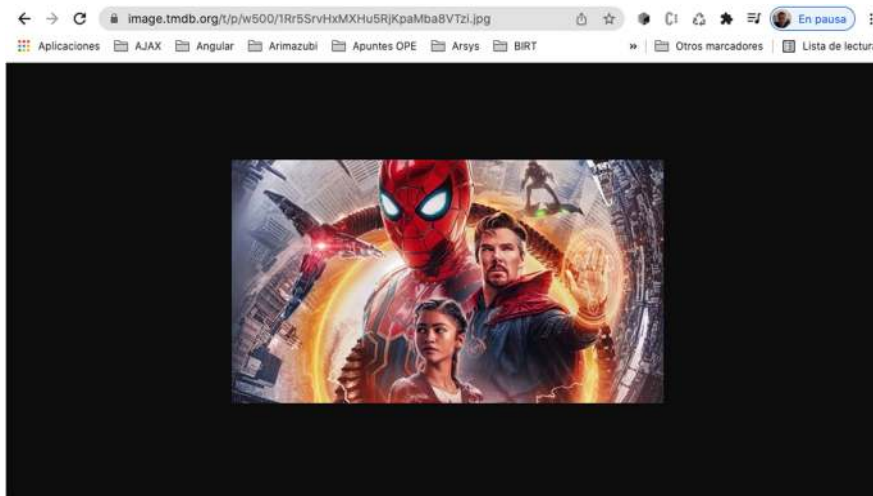 image.tmdb.org/t/p/w500/1Rr5SrvHxMXHu5RjKpaMba8VTzi.jpg En pausa
Aplicaciones AJAX Angular Arimazubi Apuntes OPE Arsys BIRT » Otros marcadores Lista de lectura